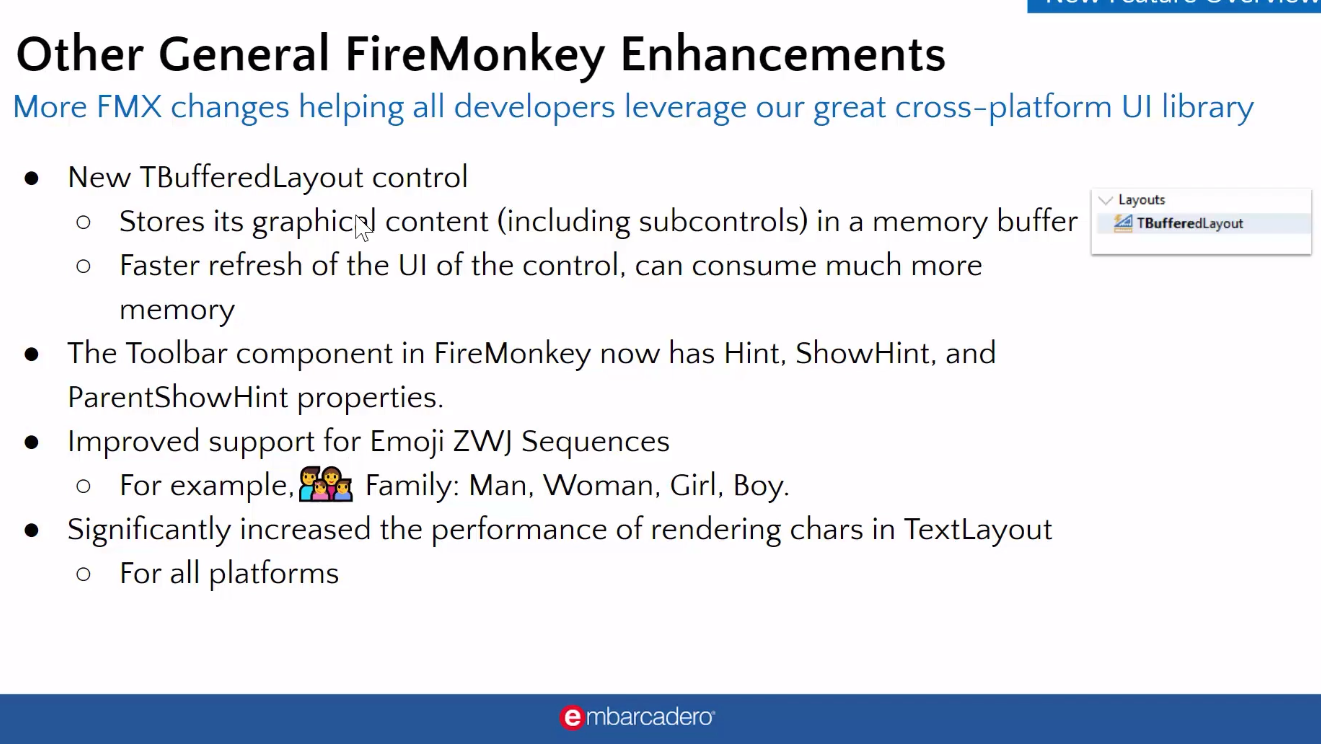 New Feature Overview
Other General FireMonkey Enhancements
More FMX changes helping all developers leverage our great cross-platform UI library
● New TBufferedLayout control
○ Stores its graphical content (including subcontrols) in a memory buffer
Layouts
TBufferedLayout
○ Faster refresh of the UI of the control, can consume much more
memory
● The Toolbar component in FireMonkey now has Hint, ShowHint, and
ParentShowHint properties.
● Improved support for Emoji ZWJ Sequences
○ For example, 👨‍👩‍👧‍👦 Family: Man, Woman, Girl, Boy.
● Significantly increased the performance of rendering chars in TextLayout
○ For all platforms
embarcadero®